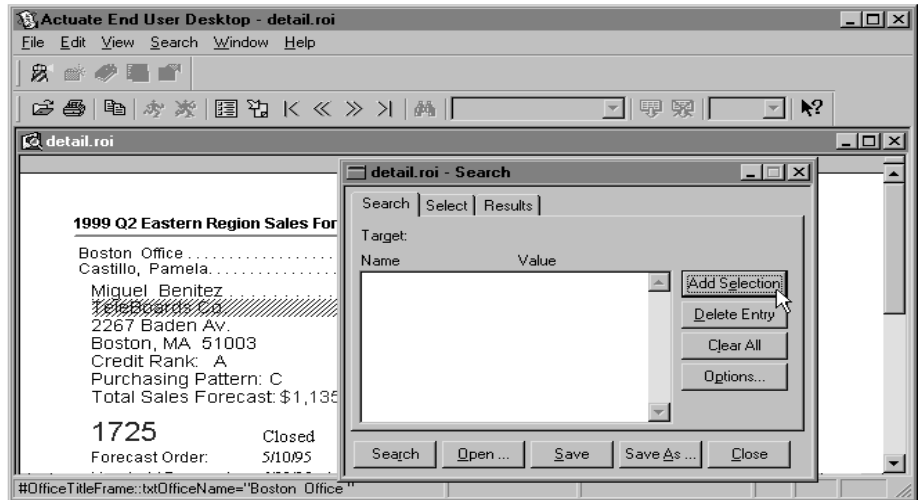 Actuate End User Desktop - detail.roi
File Edit View Search Window Help
detail.roi
1999 Q2 Eastern Region Sales For
Boston Office
Castillo, Pamela
Miguel Benitez
TeleBoards Co.
2267 Baden Av.
Boston, MA 51003
Credit Rank: A
Purchasing Pattern: C
Total Sales Forecast: $1,135
1725 Closed
Forecast Order: 5/10/95
detail.roi - Search
Search Select Results
Target:
Name Value
Add Selection
Delete Entry
Clear All
Options...
Search Open ... Save Save As ... Close
#OfficeTitleFrame::txtOfficeName="Boston Office"